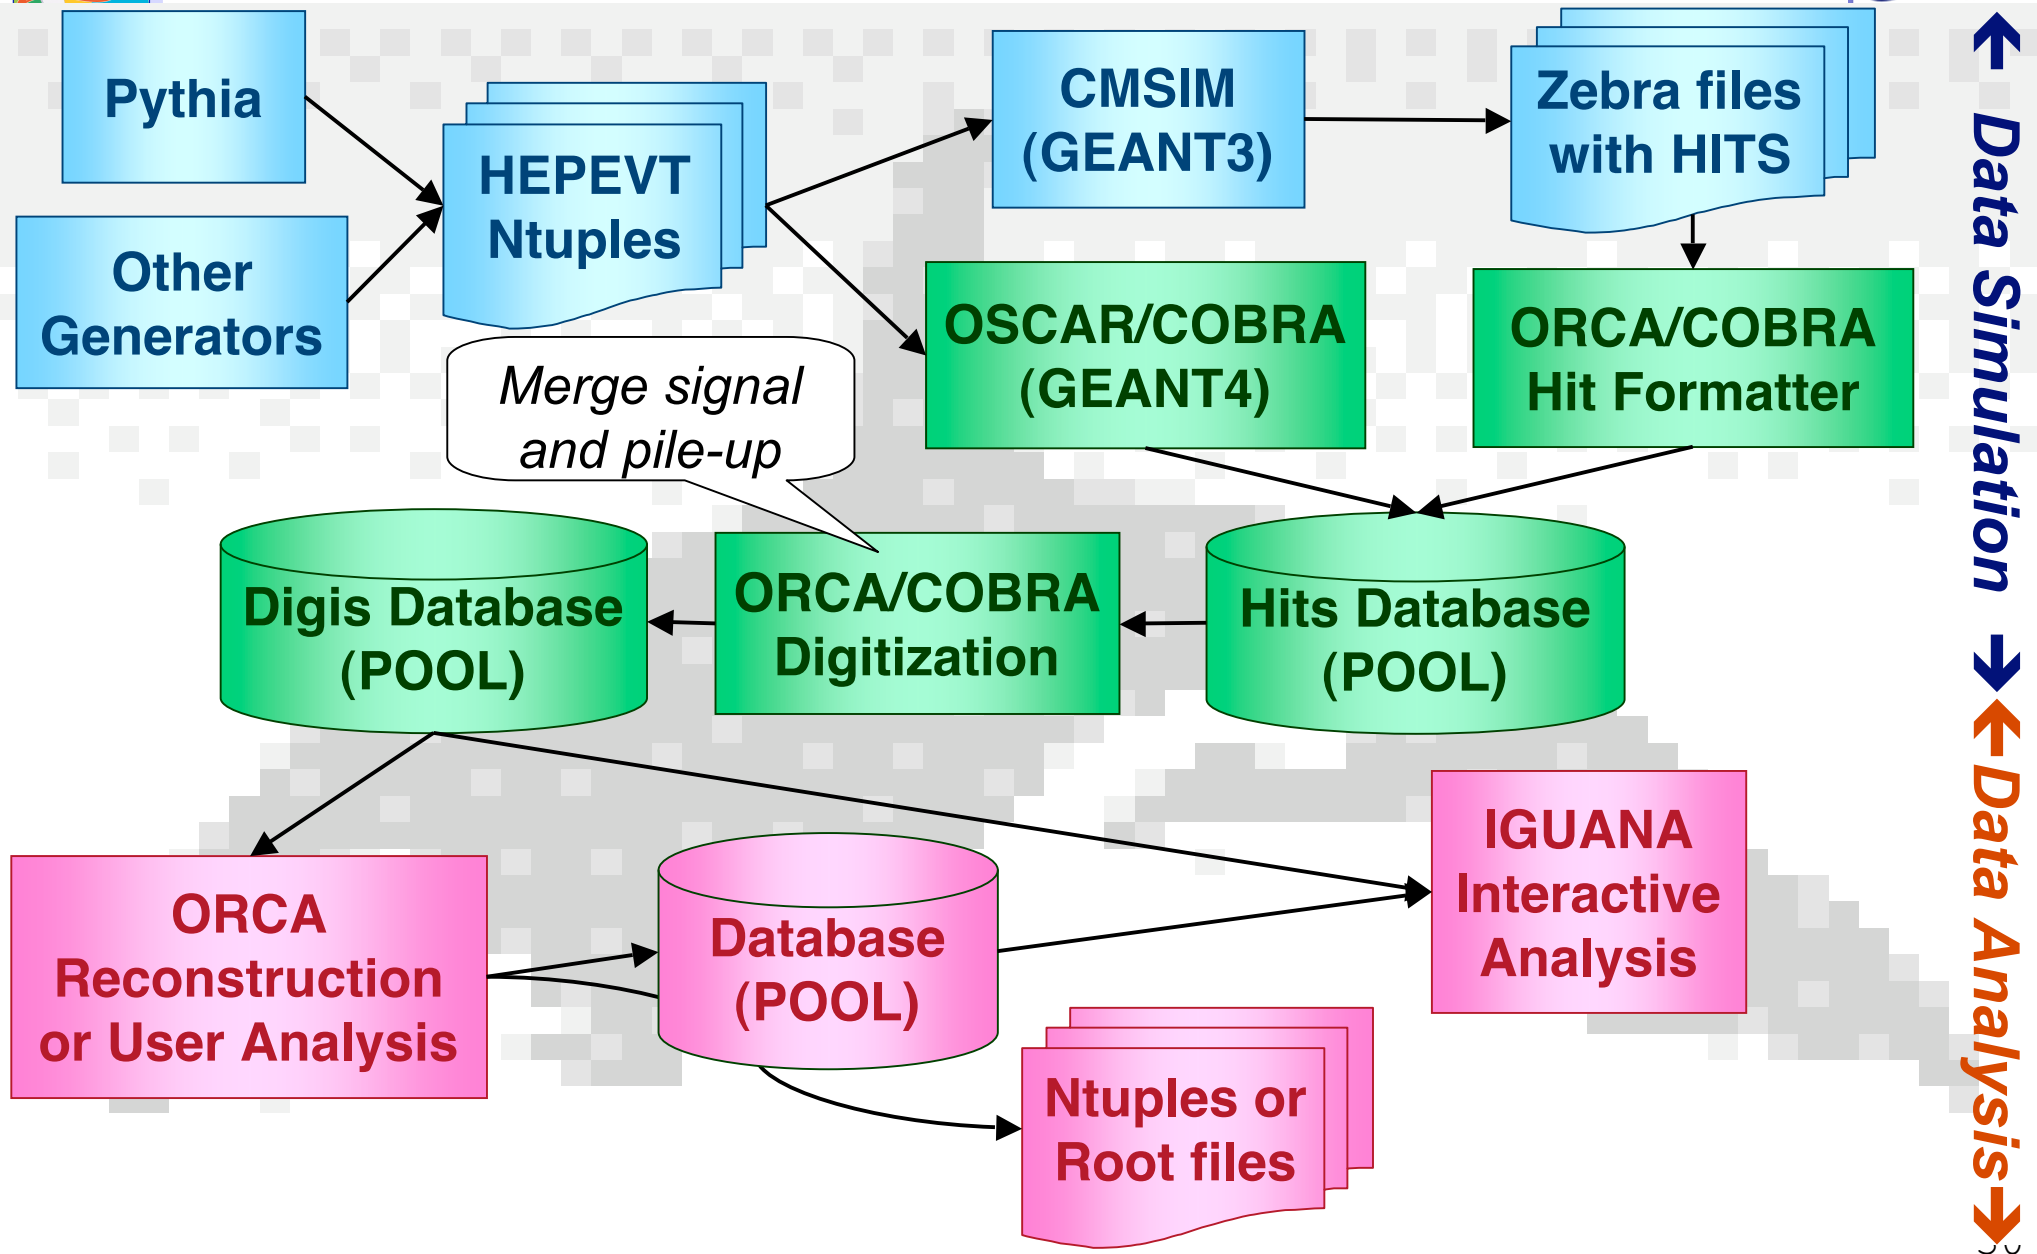 Pythia
Other
Generators
HEPEVT
Ntuples
CMSIM
(GEANT3)
Zebra files
with HITS
OSCAR/COBRA
(GEANT4)
ORCA/COBRA
Hit Formatter
Merge signal
and pile-up
Digis Database
(POOL)
ORCA/COBRA
Digitization
Hits Database
(POOL)
ORCA
Reconstruction
or User Analysis
Database
(POOL)
IGUANA
Interactive
Analysis
Ntuples or
Root files
Data Simulation
Data Analysis